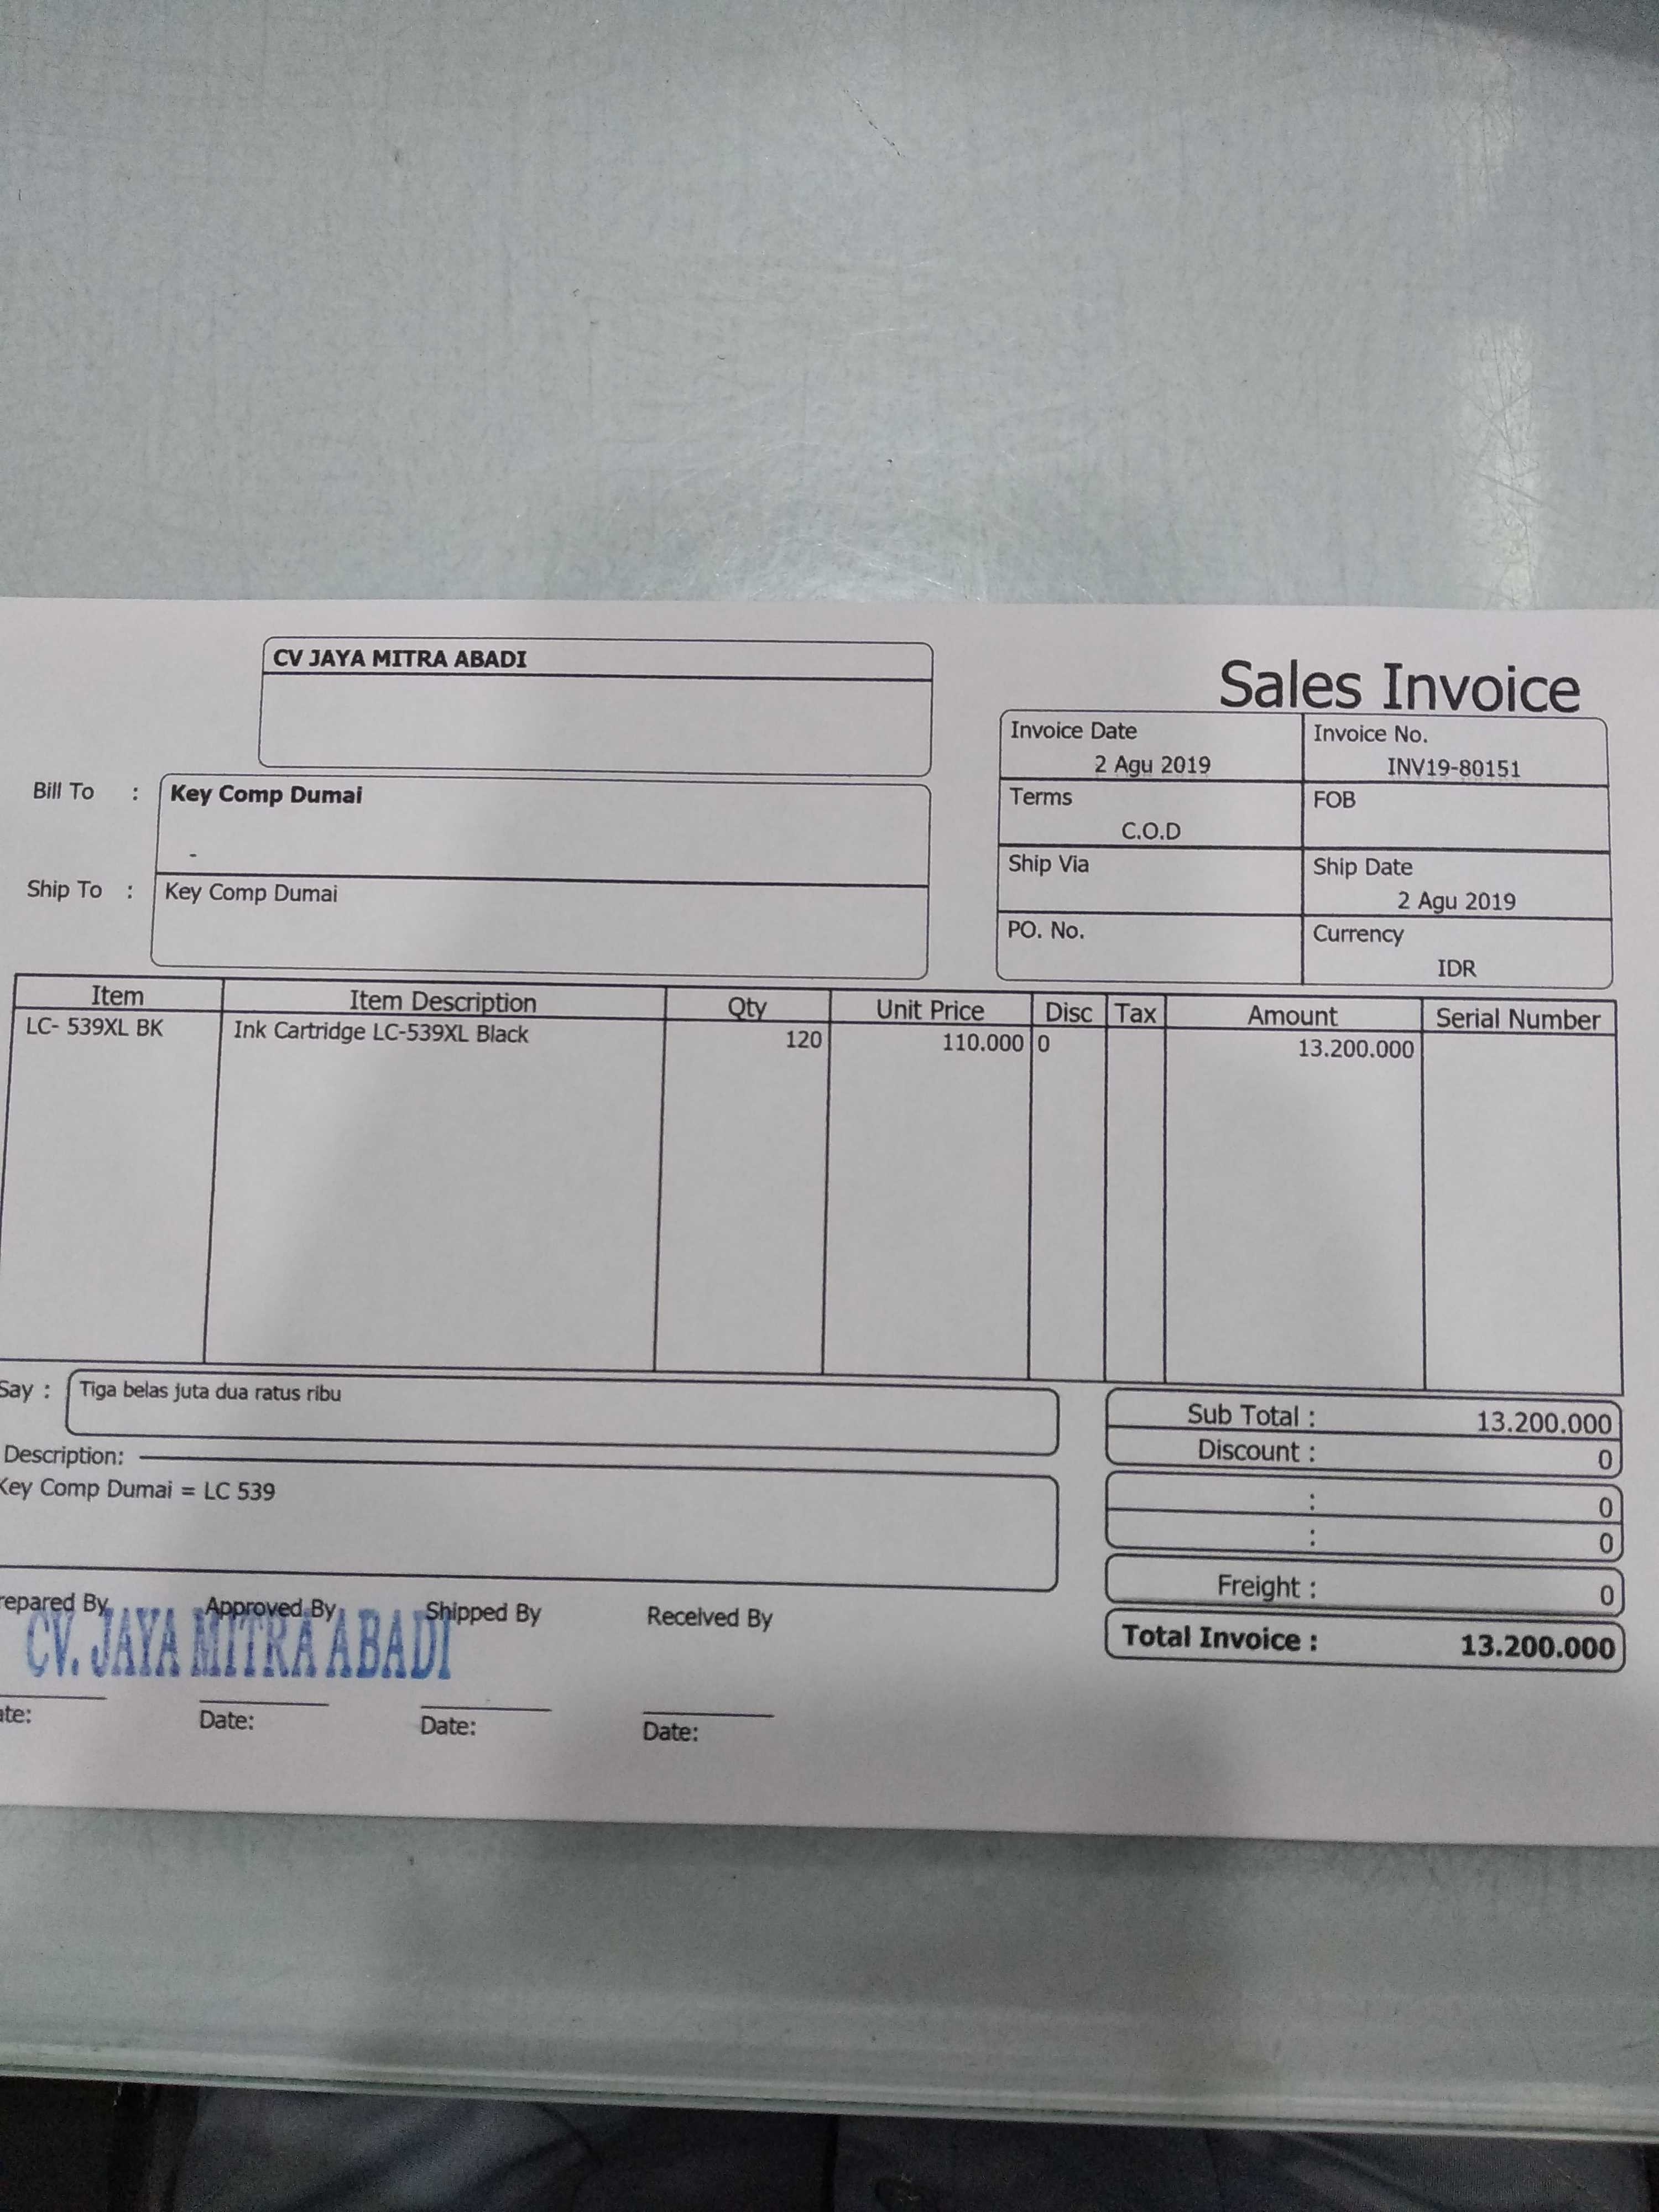 CV JAYA MITRA ABADI
Sales Invoice
Invoice Date
2 Agu 2019
Invoice No.
INV19-80151
Terms
C.O.D
FOB
Ship Via
Ship Date
2 Agu 2019
PO. No.
Currency
IDR
Bill To : Key Comp Dumai
-
Ship To : Key Comp Dumai
Item Item Description Qty Unit Price Disc Tax Amount Serial Number
LC- 539XL BK Ink Cartridge LC-539XL Black 120 110.000 0 13.200.000
Say : Tiga belas juta dua ratus ribu
Description:
Key Comp Dumai = LC 539
Sub Total : 13.200.000
Discount : 0
: 0
: 0
Freight : 0
Total Invoice : 13.200.000
repared By Approved By Shipped By Received By
CV. JAYA MITRA ABADI
ate: Date: Date: Date: